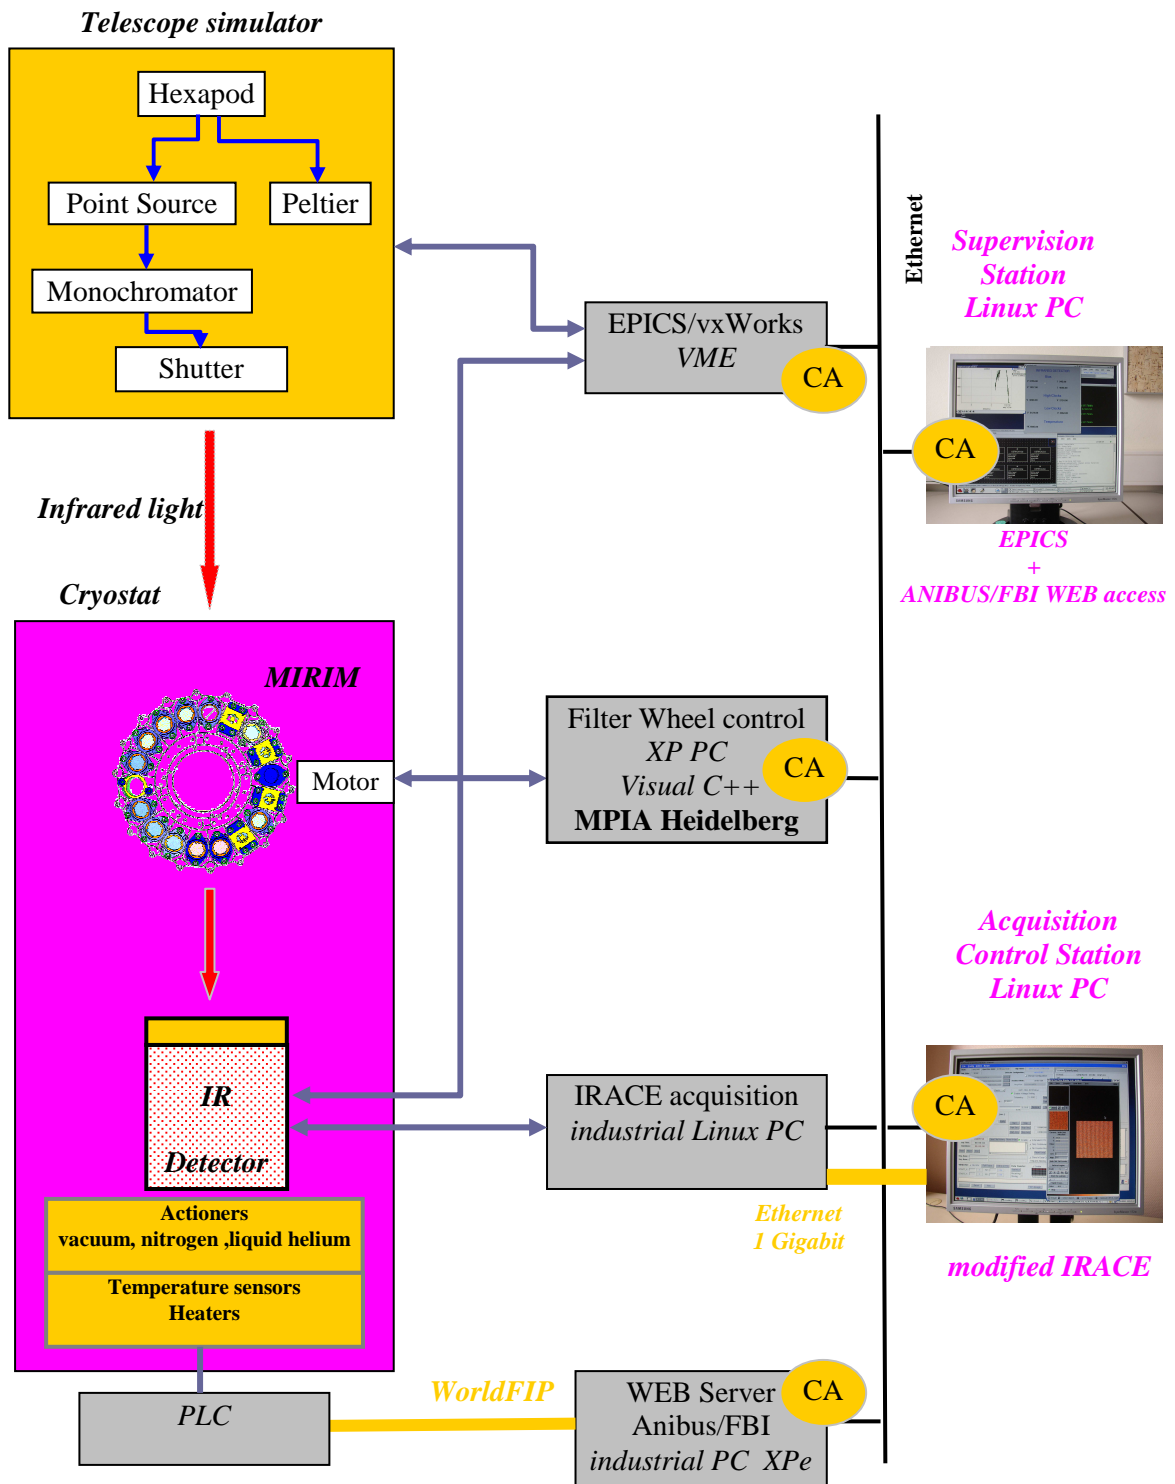 Telescope simulator
Hexapod
Point Source
Peltier
Monochromator
Shutter
Infrared light
Cryostat
MIRIM
Motor
IR
Detector
Actioners
vacuum, nitrogen ,liquid helium
Temperature sensors
Heaters
PLC
WorldFIP
EPICS/vxWorks
VME
CA
Ethernet
Supervision
Station
Linux PC
CA
SAMSUNG
EPICS
+
ANIBUS/FBI WEB access
Filter Wheel control
XP PC
Visual C++
MPIA Heidelberg
CA
Acquisition
Control Station
Linux PC
IRACE acquisition
industrial Linux PC
CA
SAMSUNG
Ethernet
1 Gigabit
modified IRACE
WEB Server
Anibus/FBI
industrial PC XPe
CA